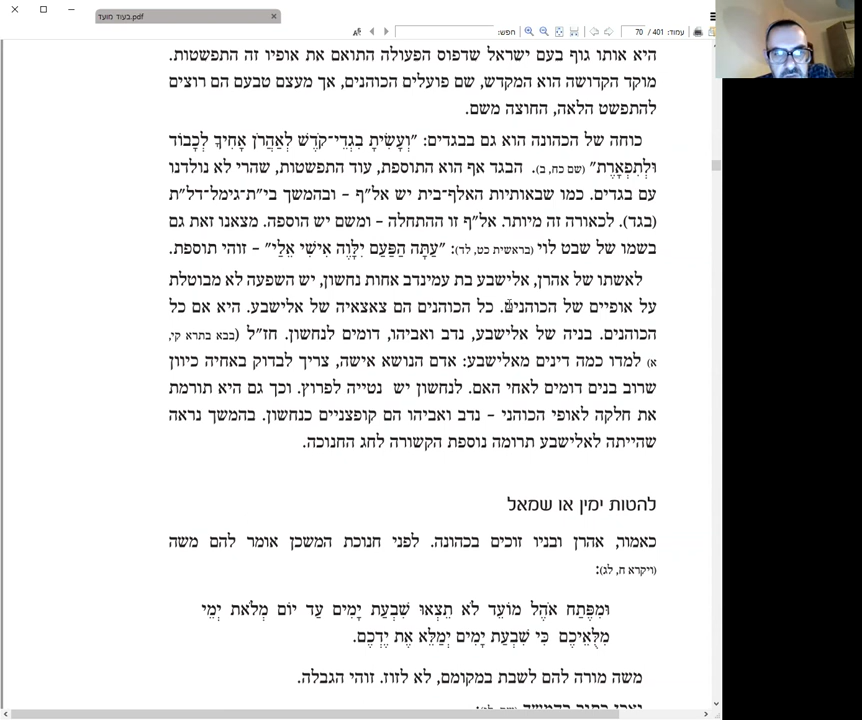 בעוד מועד.pdf
עמוד: 70 / 401
חפש:
היא אותו גוף בעם ישראל שדפוס הפעולה התואם את אופיו זה התפשטות.
מוקד הקדושה הוא המקדש, שם פועלים הכוהנים, אך מעצם טבעם הם רוצים
להתפשט הלאה, החוצה משם.
כוחה של הכהונה הוא גם בבגדים: "וְעָשִׂיתָ בִגְדֵי־קֹדֶשׁ לְאַהֲרֹן אָחִיךָ לְכָבוֹד
וּלְתִפְאָרֶת" (שם כח, ב). הבגד אף הוא התוספת, עוד התפשטות, שהרי לא נולדנו
עם בגדים. כמו שבאותיות האלף־בית יש אל"ף – ובהמשך בי"ת־גימל־דל"ת
(בגד). לכאורה זה מיותר. אל"ף זו ההתחלה – ומשם יש הוספה. מצאנו זאת גם
בשמו של שבט לוי (בראשית כט, לד): "עַתָּה הַפַּעַם יִלָּוֶה אִישִׁי אֵלַי" – זוהי תוספת.
לאשתו של אהרן, אלישבע בת עמינדב אחות נחשון, יש השפעה לא מבוטלת
על אופיים של הכוהנים. כל הכוהנים הם צאצאיה של אלישבע. היא אם כל
הכוהנים. בניה של אלישבע, נדב ואביהו, דומים לנחשון. חז"ל (בבא בתרא קי,
א) למדו כמה דינים מאלישבע: אדם הנושא אישה, צריך לבדוק באחיה כיוון
שרוב בנים דומים לאחי האם. לנחשון יש נטייה לפרוץ. וכך גם היא תורמת
את חלקה לאופי הכוהני – נדב ואביהו הם קופצניים כנחשון. בהמשך נראה
שהייתה לאלישבע תרומה נוספת הקשורה לחג החנוכה.
להטות ימין או שמאל
כאמור, אהרן ובניו זוכים בכהונה. לפני חנוכת המשכן אומר להם משה
(ויקרא ח, לג):
וּמִפֶּתַח אֹהֶל מוֹעֵד לֹא תֵצְאוּ שִׁבְעַת יָמִים עַד יוֹם מְלֹאת יְמֵי
מִלֻּאֵיכֶם כִּי שִׁבְעַת יָמִים יְמַלֵּא אֶת יֶדְכֶם.
משה מורה להם לשבת במקומם, לא לזוז. זוהי הגבלה.